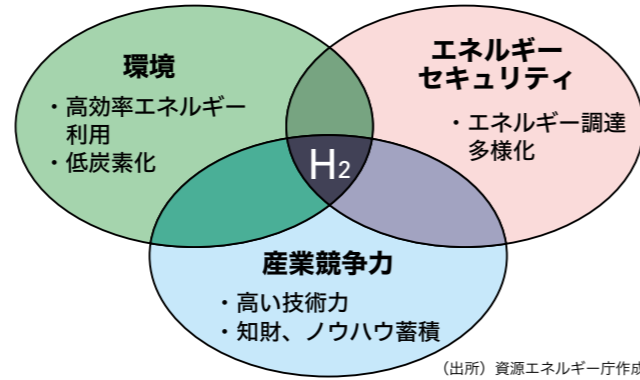 環境
・高効率エネルギー
利用
・低炭素化
エネルギー
セキュリティ
・エネルギー調達
多様化
H₂
産業競争力
・高い技術力
・知財、ノウハウ蓄積
（出所）資源エネルギー庁作成